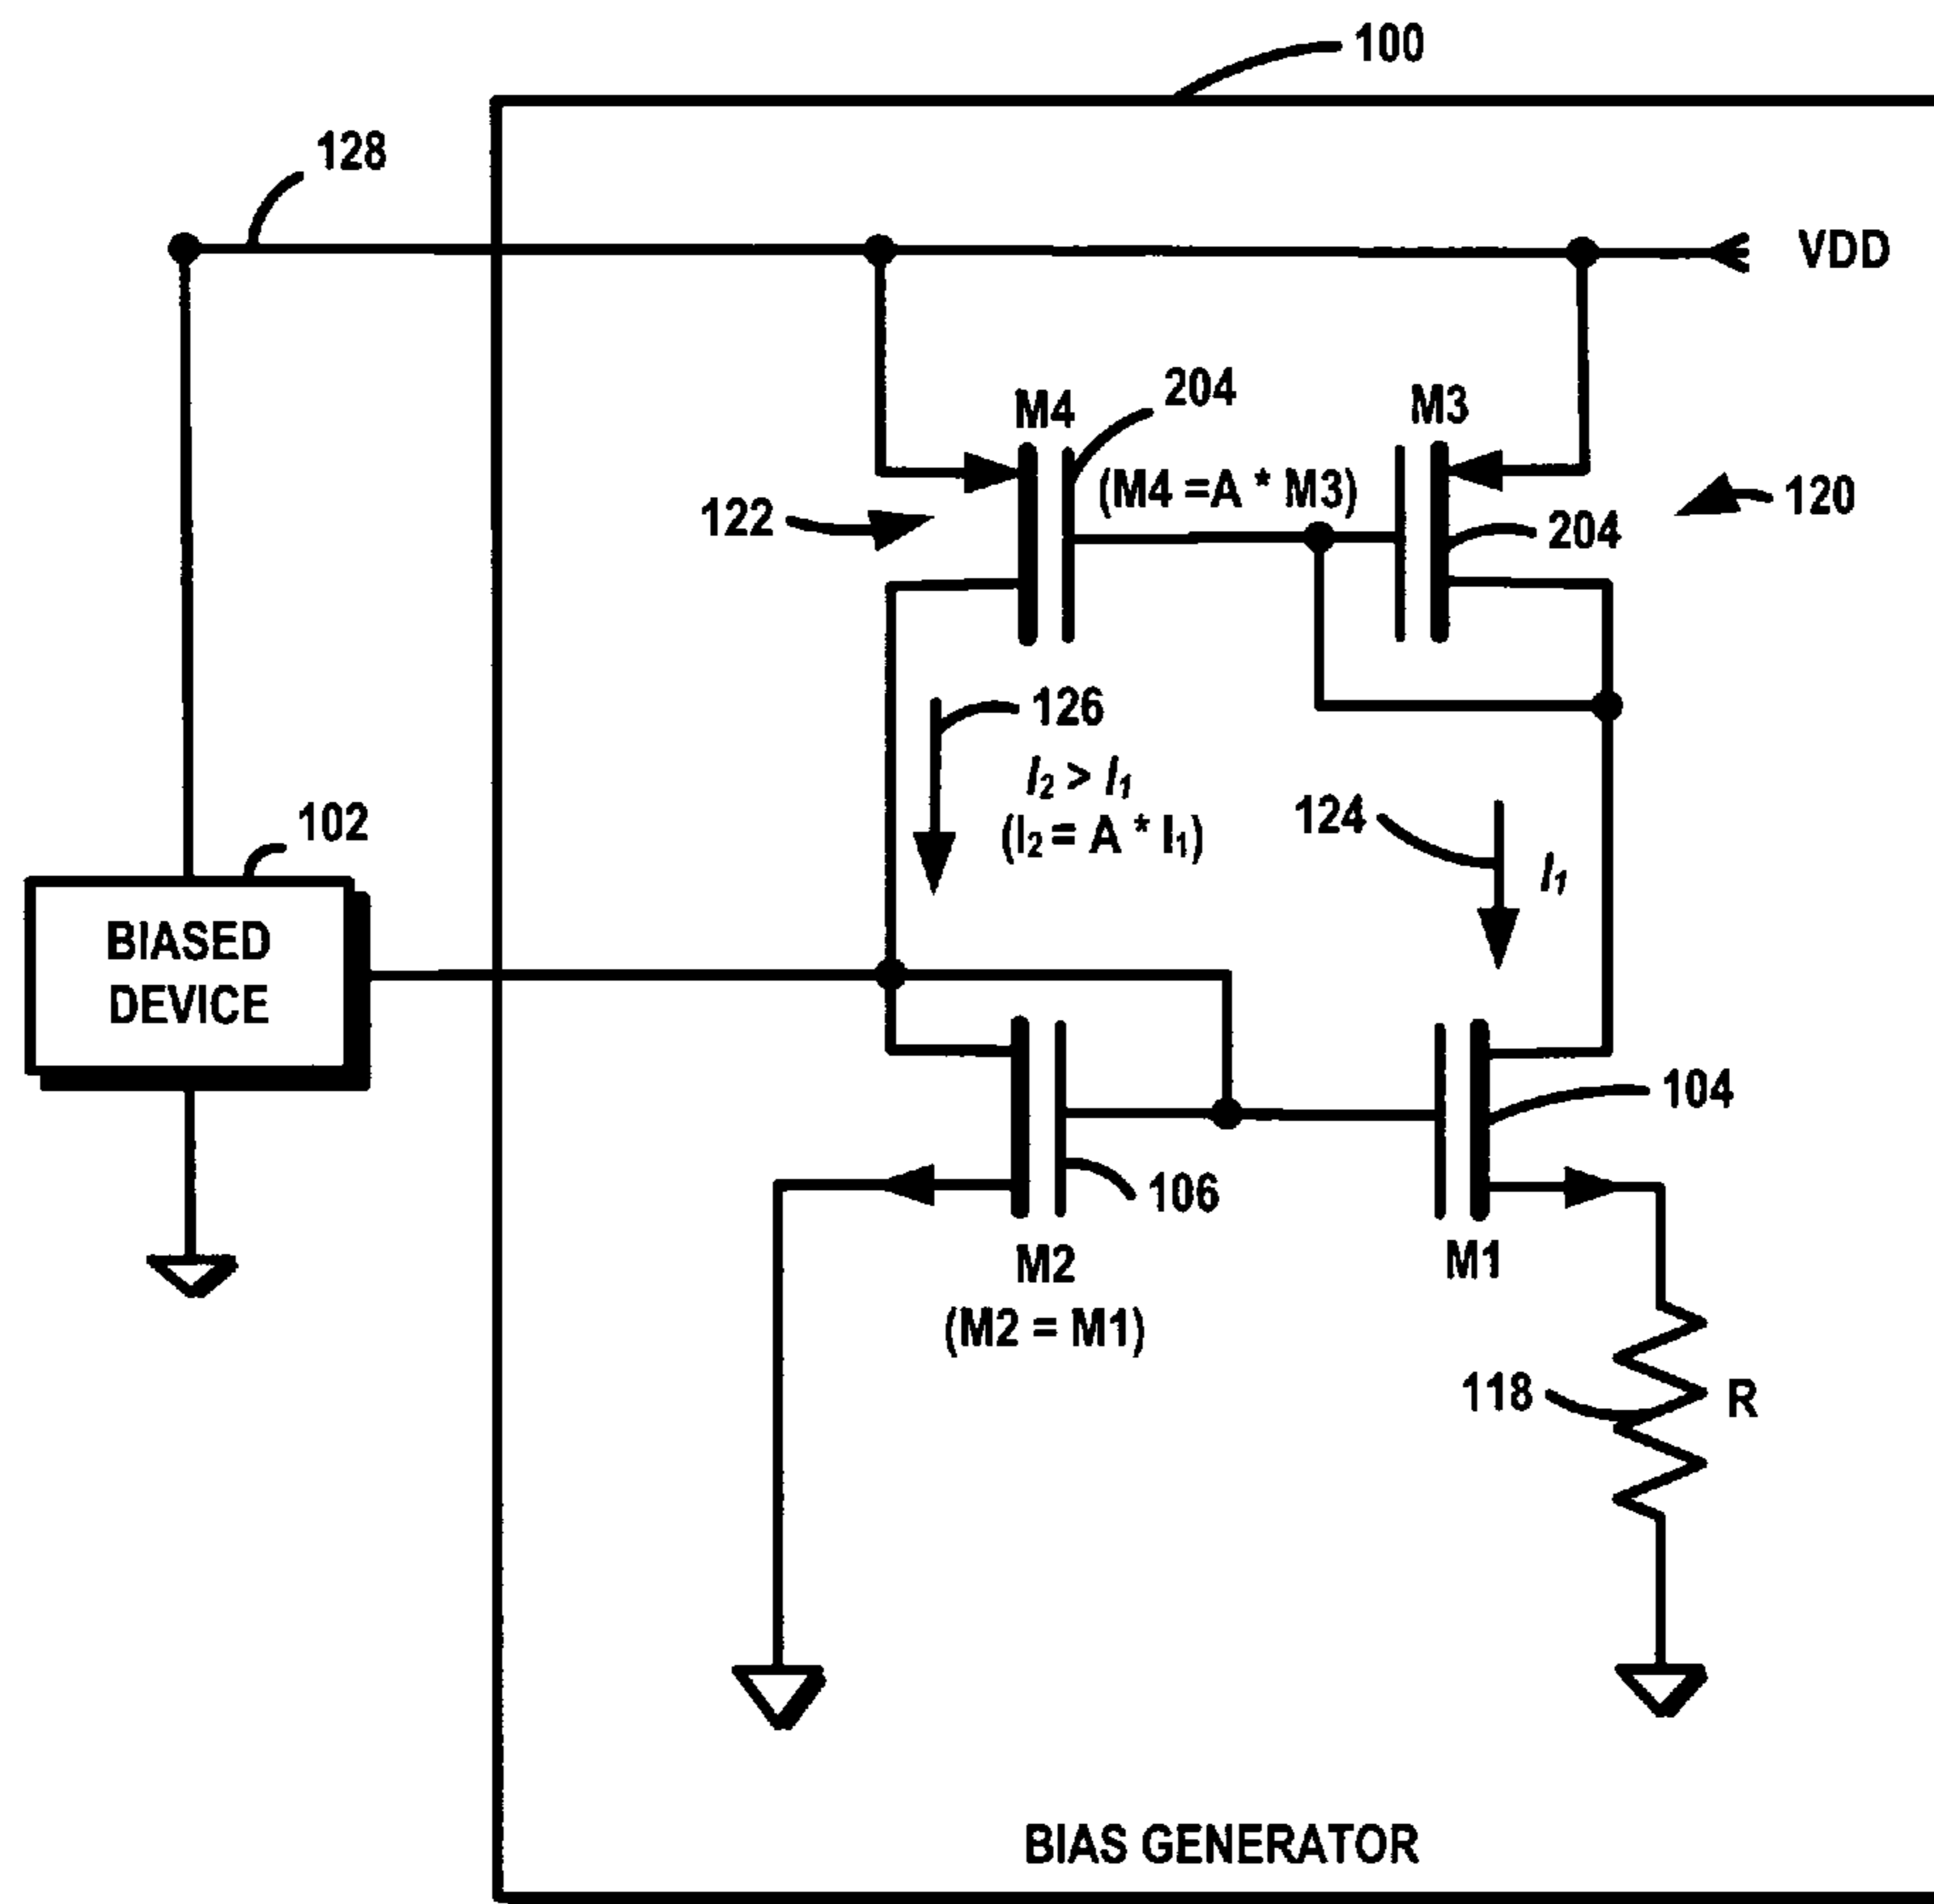 100
128
VDD
M4
204
M3
(M4 =A * M3)
122
120
204
126
I₂ > I₁
(I₂ = A * I₁)
102
124
I₁
BIASED
DEVICE
104
106
M2
(M2 = M1)
M1
118
R
BIAS GENERATOR